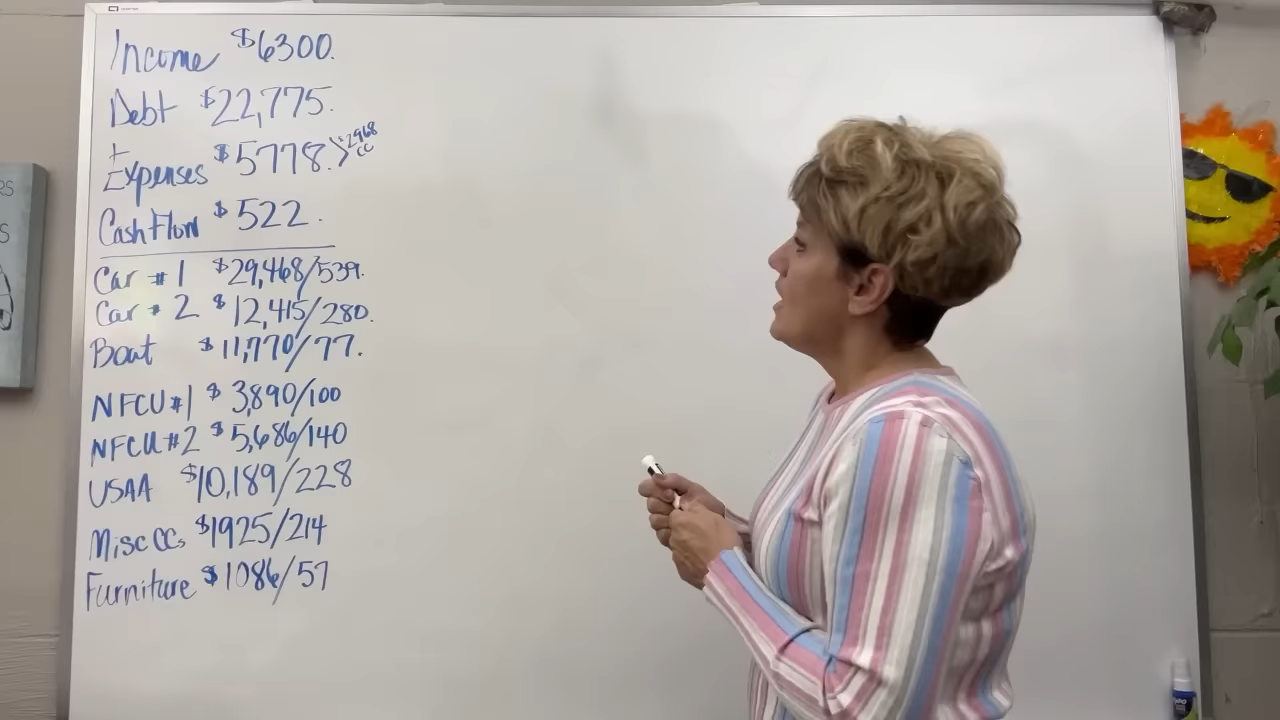 Income $6300.
Debt $22,775.
Expenses $5778. > $2968 CC
Cash Flow $522.
Car #1 $29,468/539.
Car #2 $12,415/280.
Boat $11,770/77.
NFCU #1 $3,890/100
NFCU #2 $5,686/140
USAA $10,189/228
Misc CCs $1925/214
Furniture $1086/57
RS
S